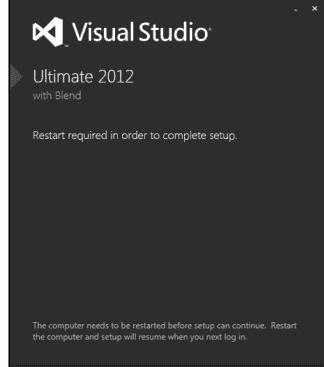 Visual Studio
Ultimate 2012
with Blend
Restart required in order to complete setup.
The computer needs to be restarted before setup can continue. Restart
the computer and setup will resume when you next log in.